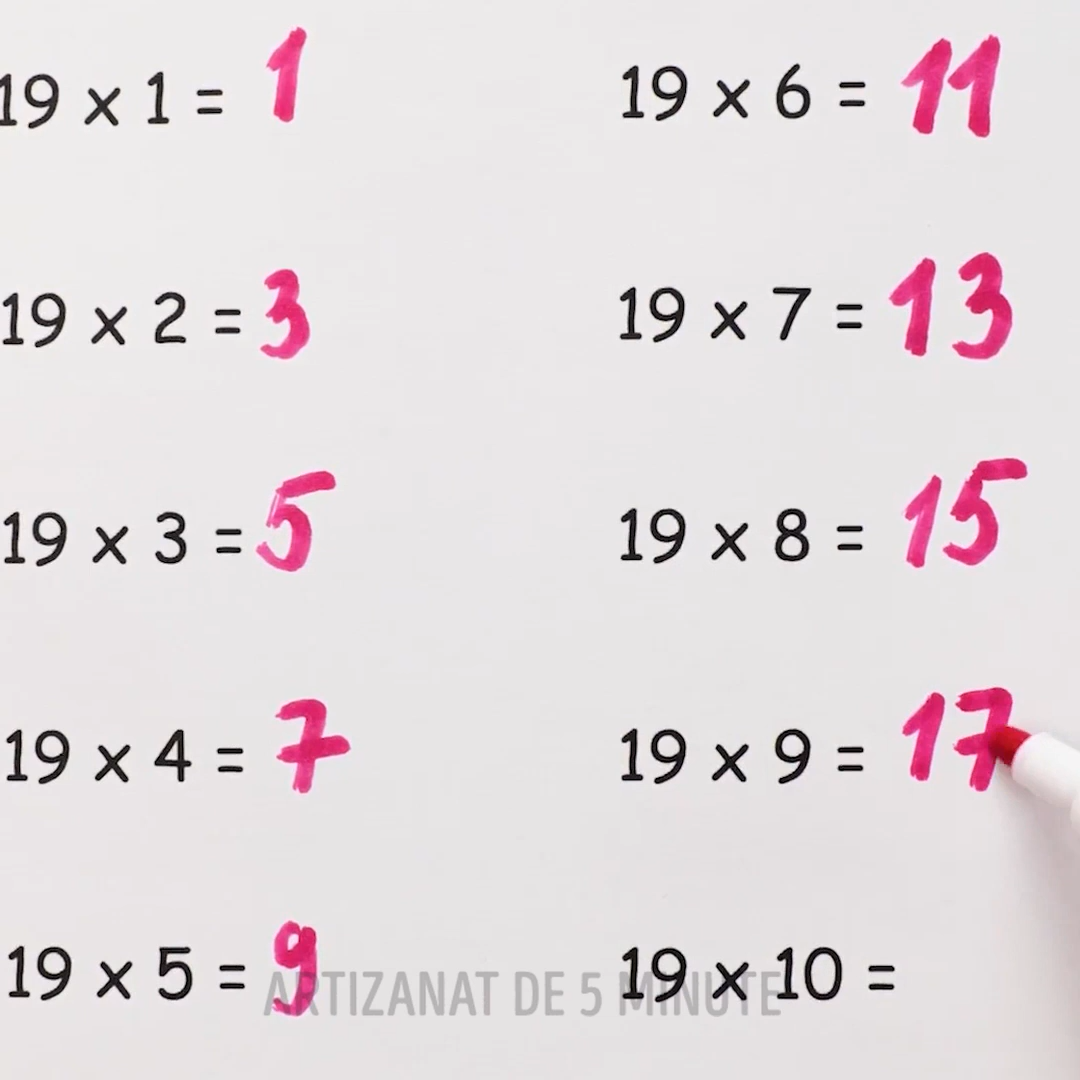 19 x 1 = 1
19 x 2 = 3
19 x 3 = 5
19 x 4 = 7
19 x 5 = 9
19 x 6 = 11
19 x 7 = 13
19 x 8 = 15
19 x 9 = 17
19 x 10 =
ARTIZANAT DE 5 MINUTE